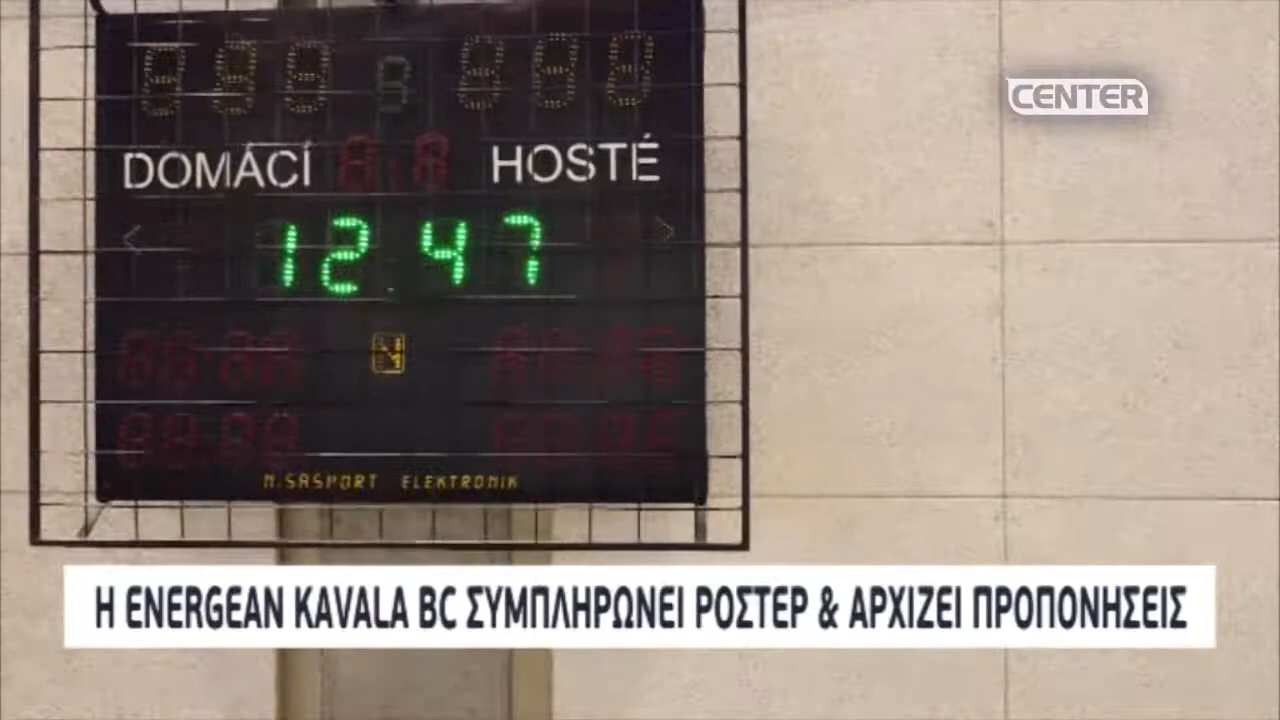 CENTER
DOMÁCÍ HOSTÉ
12 47
N.SASPORT ELEKTRONIK
Η ENERGEAN KAVALA BC ΣΥΜΠΛΗΡΩΝΕΙ ΡΟΣΤΕΡ & ΑΡΧΙΖΕΙ ΠΡΟΠΟΝΗΣΕΙΣ